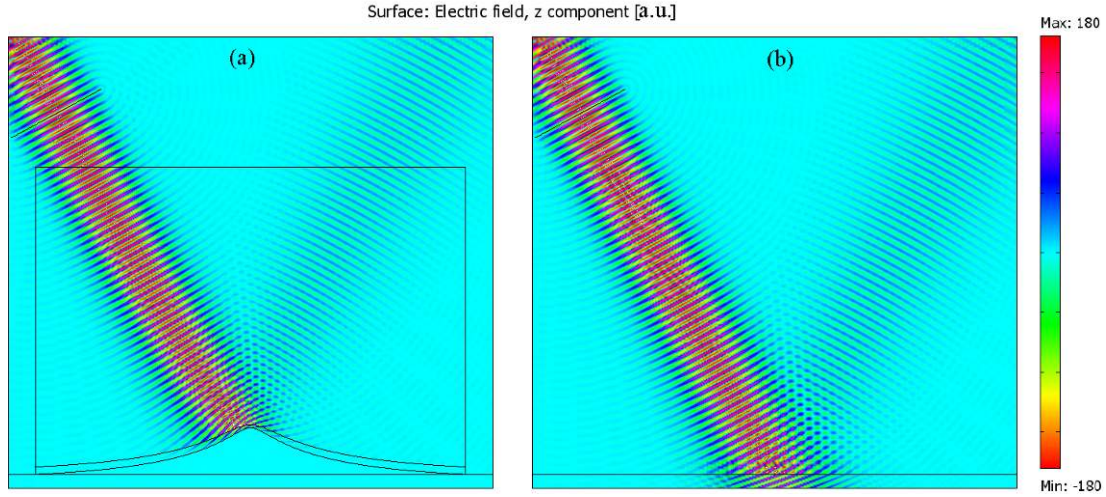 Surface: Electric field, z component [a.u.]
Max: 180
(a)
(b)
Min: -180